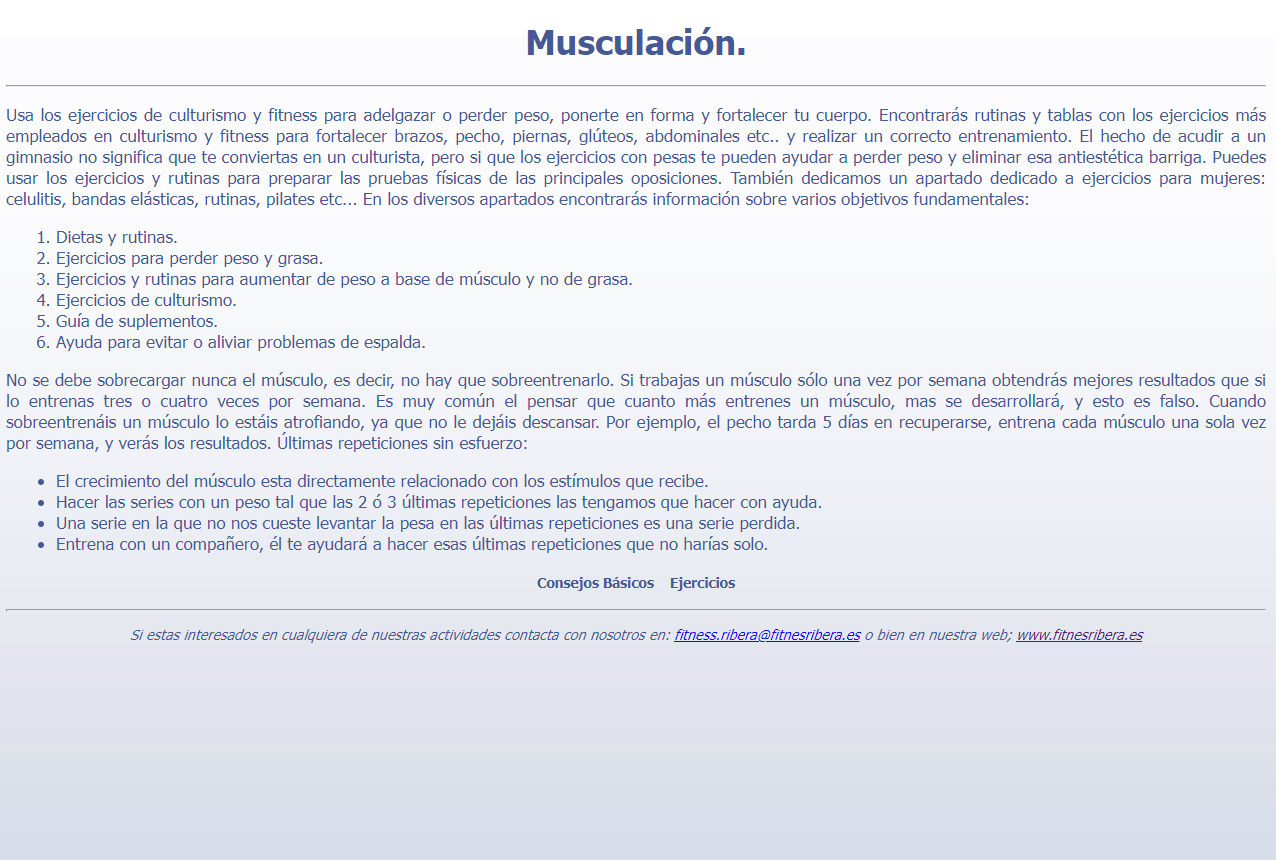 Musculación.
Usa los ejercicios de culturismo y fitness para adelgazar o perder peso, ponerte en forma y fortalecer tu cuerpo. Encontrarás rutinas y tablas con los ejercicios más
empleados en culturismo y fitness para fortalecer brazos, pecho, piernas, glúteos, abdominales etc.. y realizar un correcto entrenamiento. El hecho de acudir a un
gimnasio no significa que te conviertas en un culturista, pero si que los ejercicios con pesas te pueden ayudar a perder peso y eliminar esa antiestética barriga. Puedes
usar los ejercicios y rutinas para preparar las pruebas físicas de las principales oposiciones. También dedicamos un apartado dedicado a ejercicios para mujeres:
celulitis, bandas elásticas, rutinas, pilates etc... En los diversos apartados encontrarás información sobre varios objetivos fundamentales:
1. Dietas y rutinas.
2. Ejercicios para perder peso y grasa.
3. Ejercicios y rutinas para aumentar de peso a base de músculo y no de grasa.
4. Ejercicios de culturismo.
5. Guía de suplementos.
6. Ayuda para evitar o aliviar problemas de espalda.
No se debe sobrecargar nunca el músculo, es decir, no hay que sobreentrenarlo. Si trabajas un músculo sólo una vez por semana obtendrás mejores resultados que si
lo entrenas tres o cuatro veces por semana. Es muy común el pensar que cuanto más entrenes un músculo, mas se desarrollará, y esto es falso. Cuando
sobreentrenáis un músculo lo estáis atrofiando, ya que no le dejáis descansar. Por ejemplo, el pecho tarda 5 días en recuperarse, entrena cada músculo una sola vez
por semana, y verás los resultados. Últimas repeticiones sin esfuerzo:
• El crecimiento del músculo esta directamente relacionado con los estímulos que recibe.
• Hacer las series con un peso tal que las 2 ó 3 últimas repeticiones las tengamos que hacer con ayuda.
• Una serie en la que no nos cueste levantar la pesa en las últimas repeticiones es una serie perdida.
• Entrena con un compañero, él te ayudará a hacer esas últimas repeticiones que no harías solo.
Consejos Básicos Ejercicios
Si estas interesados en cualquiera de nuestras actividades contacta con nosotros en: fitness.ribera@fitnesribera.es o bien en nuestra web; www.fitnesribera.es